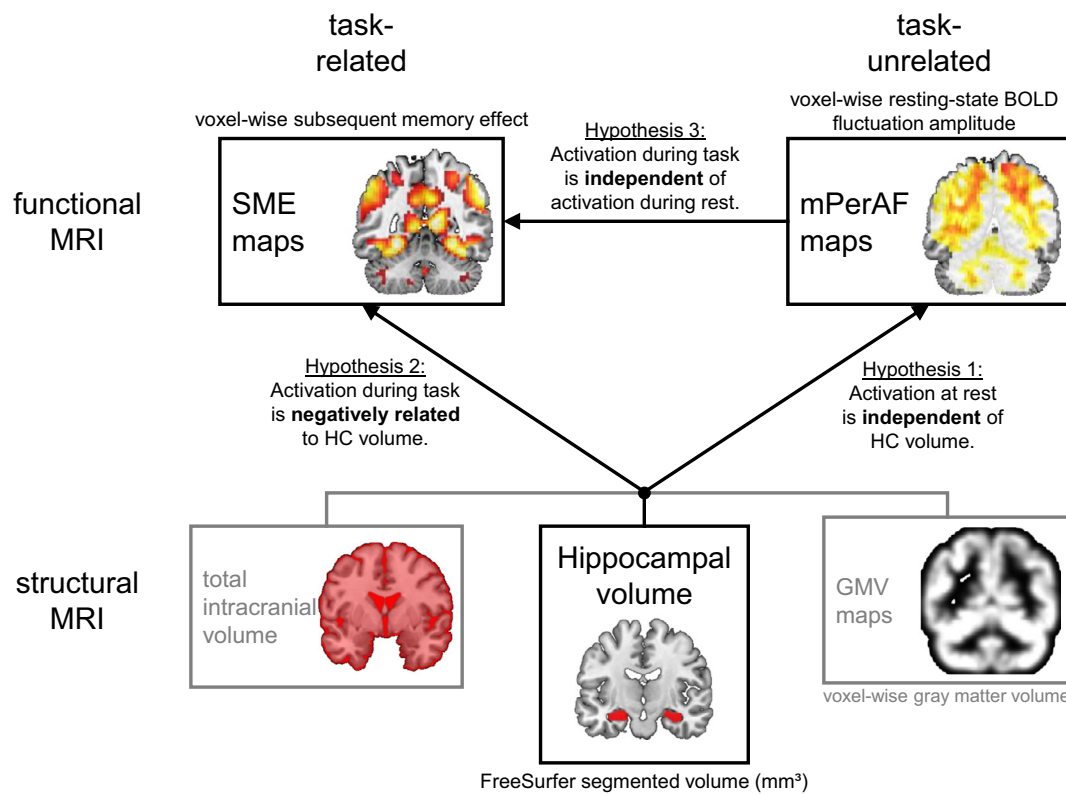 task-
related
task-
unrelated
voxel-wise subsequent memory effect
voxel-wise resting-state BOLD
fluctuation amplitude
functional
MRI
SME
maps
Hypothesis 3:
Activation during task
is independent of
activation during rest.
mPerAF
maps
Hypothesis 2:
Activation during task
is negatively related
to HC volume.
Hypothesis 1:
Activation at rest
is independent of
HC volume.
structural
MRI
total
intracranial
volume
Hippocampal
volume
GMV
maps
voxel-wise gray matter volume
FreeSurfer segmented volume (mm³)